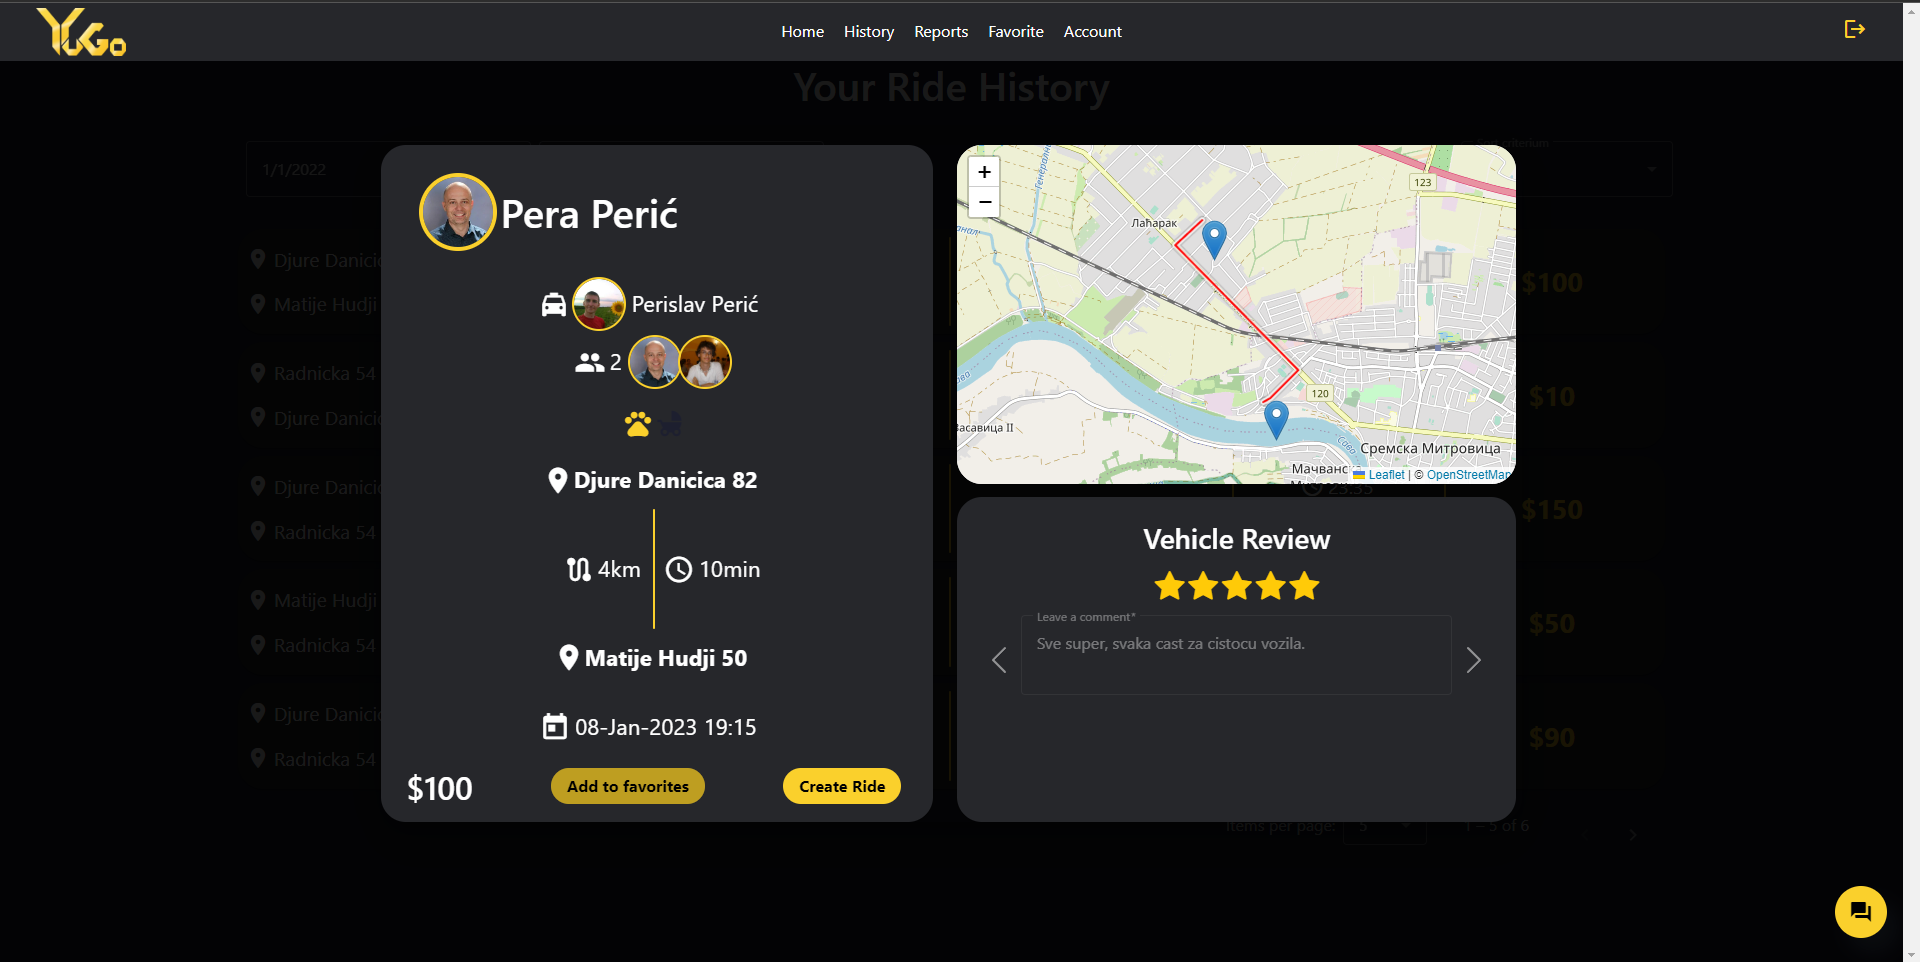 YuGo
Home History Reports Favorite Account
Your Ride History
1/1/2022
Pera Perić
Perislav Perić
2
Djure Danicica 82
4km 10min
Matije Hudji 50
08-Jan-2023 19:15
$100 Add to favorites Create Ride
+
−
Лаћарак
123
120
Засавица II
Сремска Митровица
Leaflet | © OpenStreetMap
Vehicle Review
Leave a comment*
Sve super, svaka cast za cistocu vozila.
Djure Danicic
Matije Hudji
$100
Radnicka 54
Djure Danicic
$10
Djure Danicic
Radnicka 54
23:35
$150
Matije Hudji
Radnicka 54
$50
Djure Danicic
Radnicka 54
$90
Items per page: 5 1 – 5 of 6